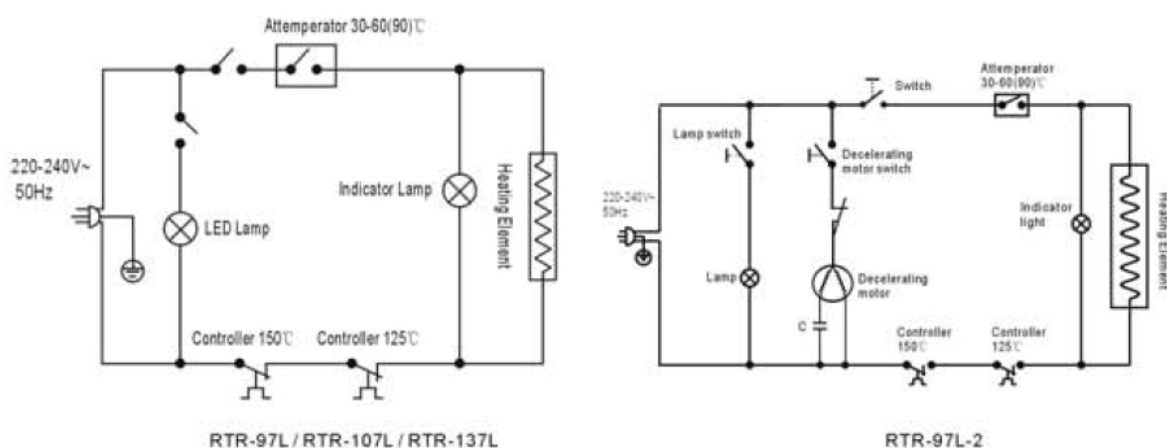 Attemperator 30-60(90)℃
220-240V~
50Hz
LED Lamp
Indicator Lamp
Heating Element
Controller 150℃
Controller 125℃
RTR-97L / RTR-107L / RTR-137L
Attemperator
30-60(90)℃
Switch
Lamp switch
Decelerating
motor switch
220-240V~
50Hz
Indicator
light
Heating Element
Lamp
Decelerating
motor
C
Controller
150℃
Controller
125℃
RTR-97L-2